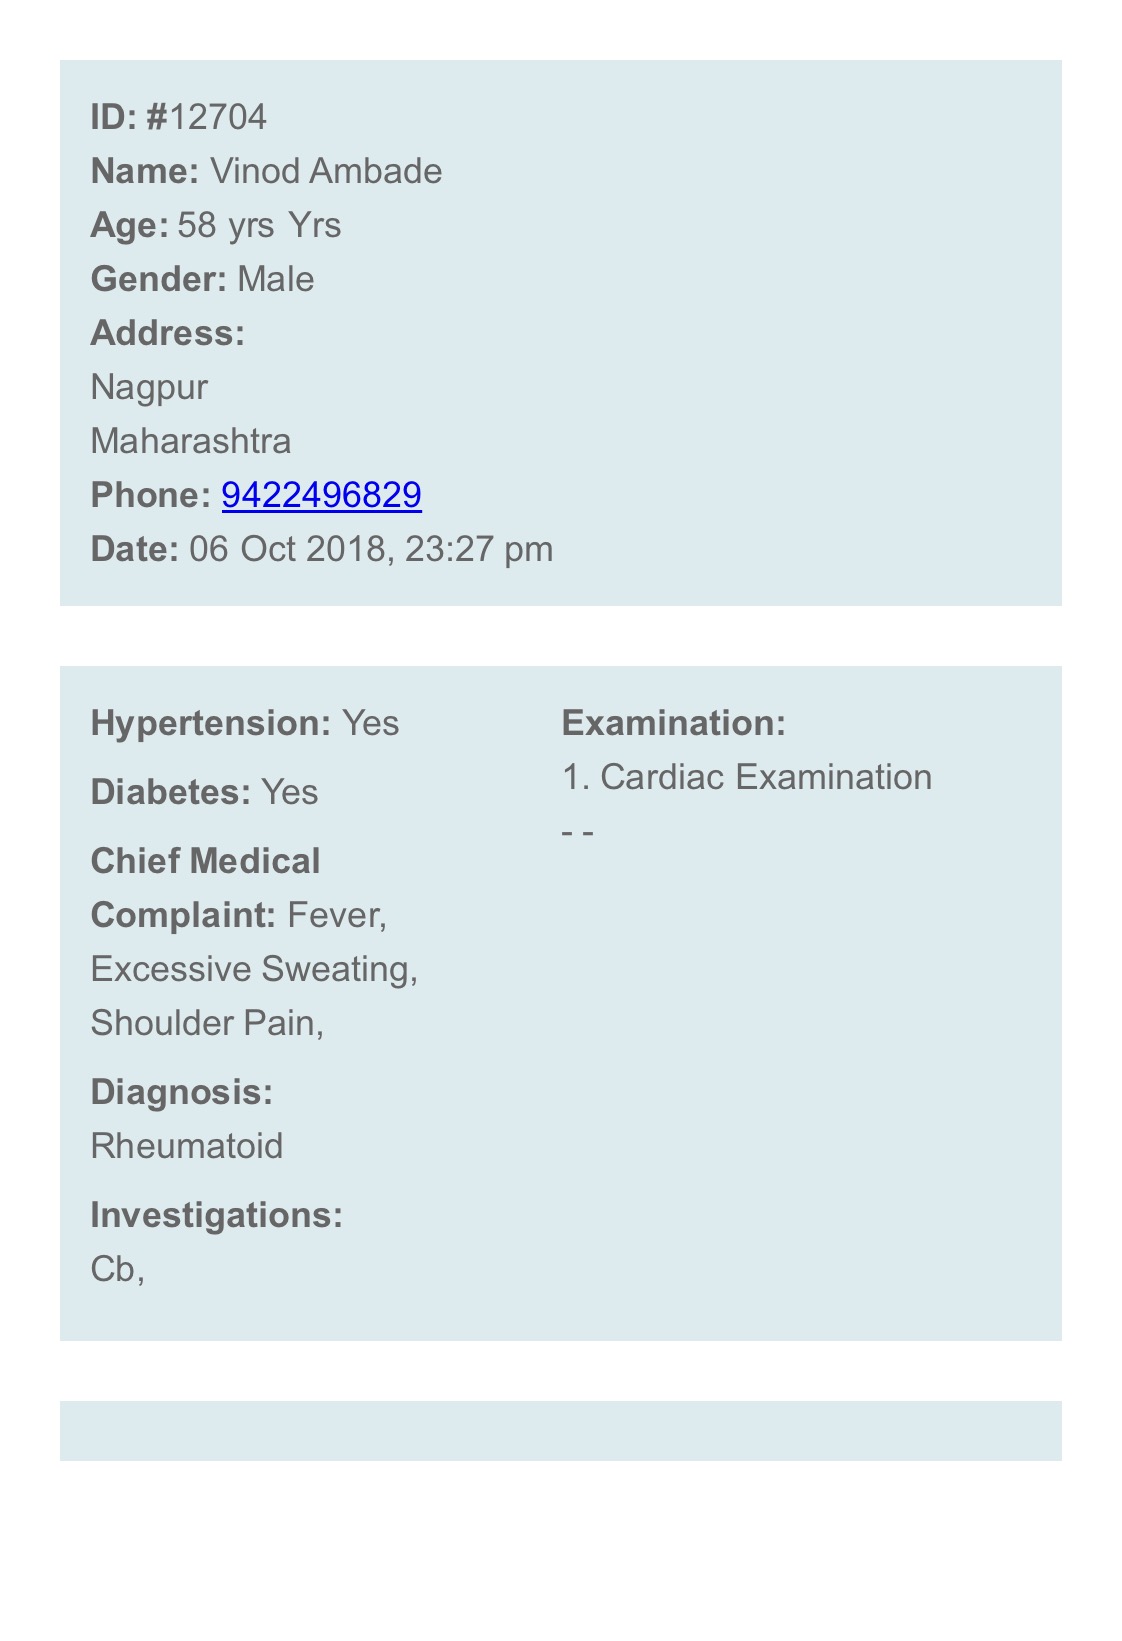 ID: #12704
Name: Vinod Ambade
Age: 58 yrs Yrs
Gender: Male
Address:
Nagpur
Maharashtra
Phone: 9422496829
Date: 06 Oct 2018, 23:27 pm
Hypertension: Yes
Diabetes: Yes
Chief Medical
Complaint: Fever,
Excessive Sweating,
Shoulder Pain,
Diagnosis:
Rheumatoid
Investigations:
Cb,
Examination:
1. Cardiac Examination
- -